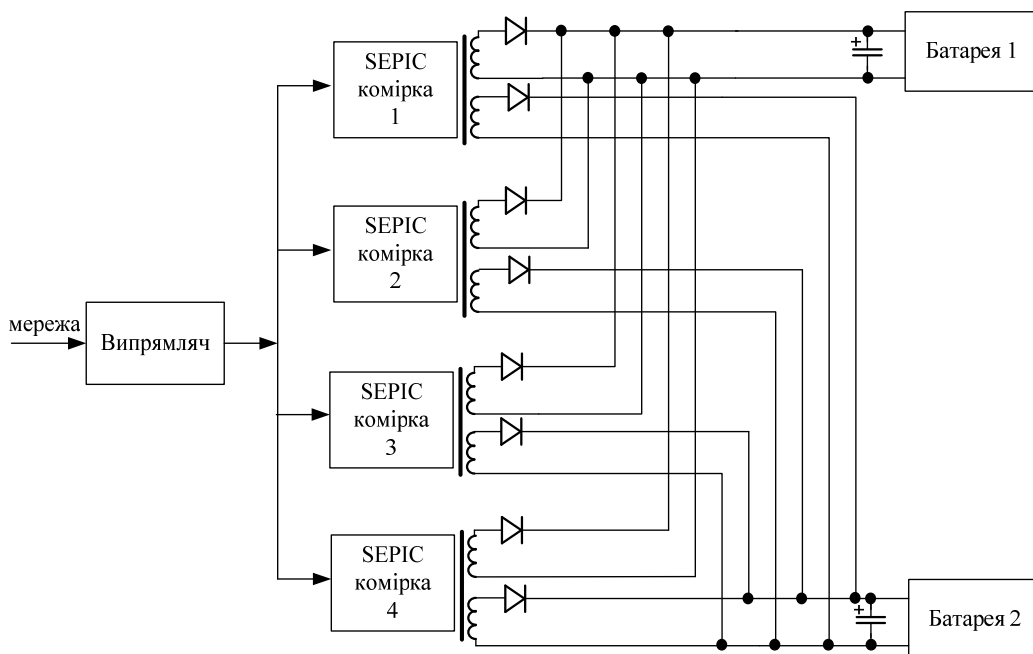 SEPIC
комірка
1
+
Батарея 1
SEPIC
комірка
2
мережа
Випрямляч
SEPIC
комірка
3
SEPIC
комірка
4
+
Батарея 2